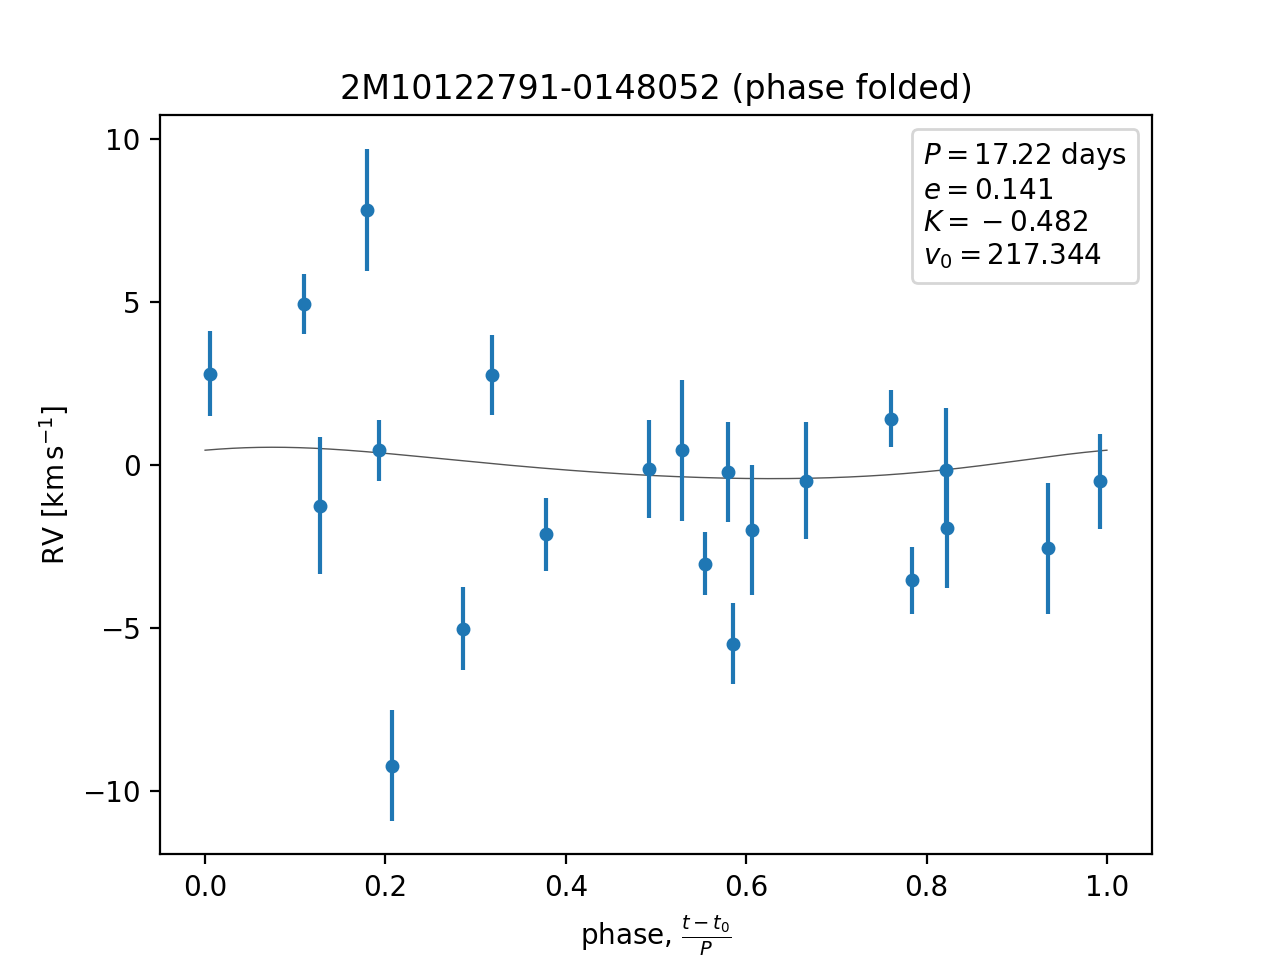 2M10122791-0148052 (phase folded)
P = 17.22 days
e = 0.141
K = −0.482
v₀ = 217.344
10
5
0
−5
−10
RV [km s⁻¹]
0.0 0.2 0.4 0.6 0.8 1.0
phase, (t − t₀)/P